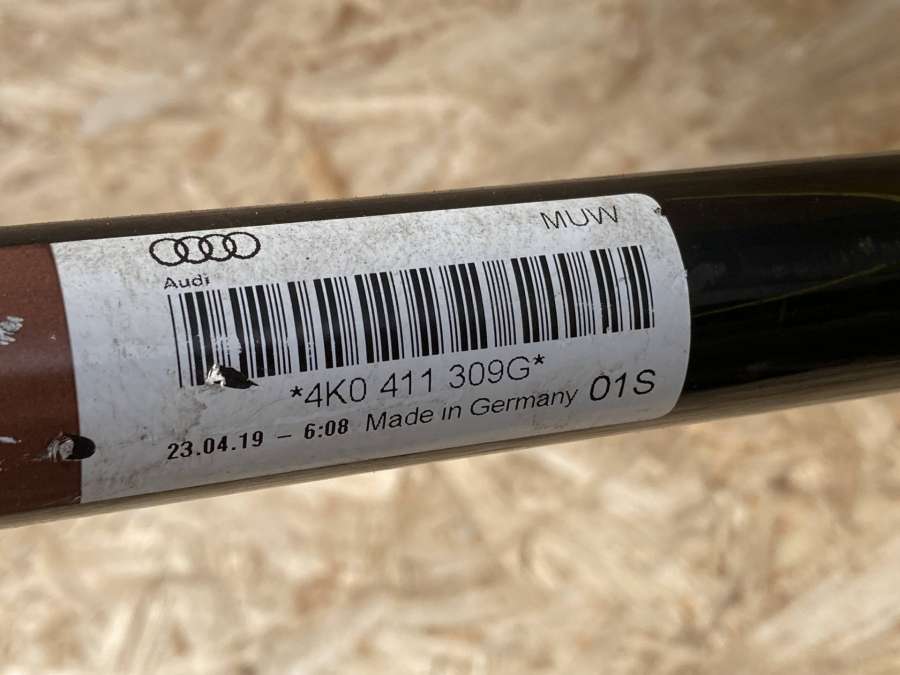 MUW
Audi
*4K0 411 309G*
23.04.19 - 6:08 Made in Germany 01S